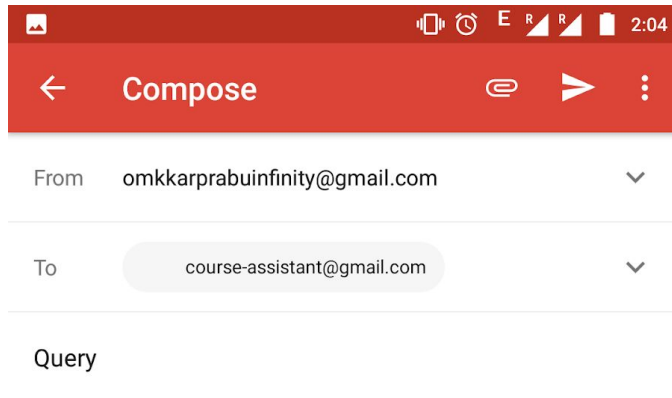 E R R 2:04
Compose
From omkkarprabuinfinity@gmail.com
To course-assistant@gmail.com
Query